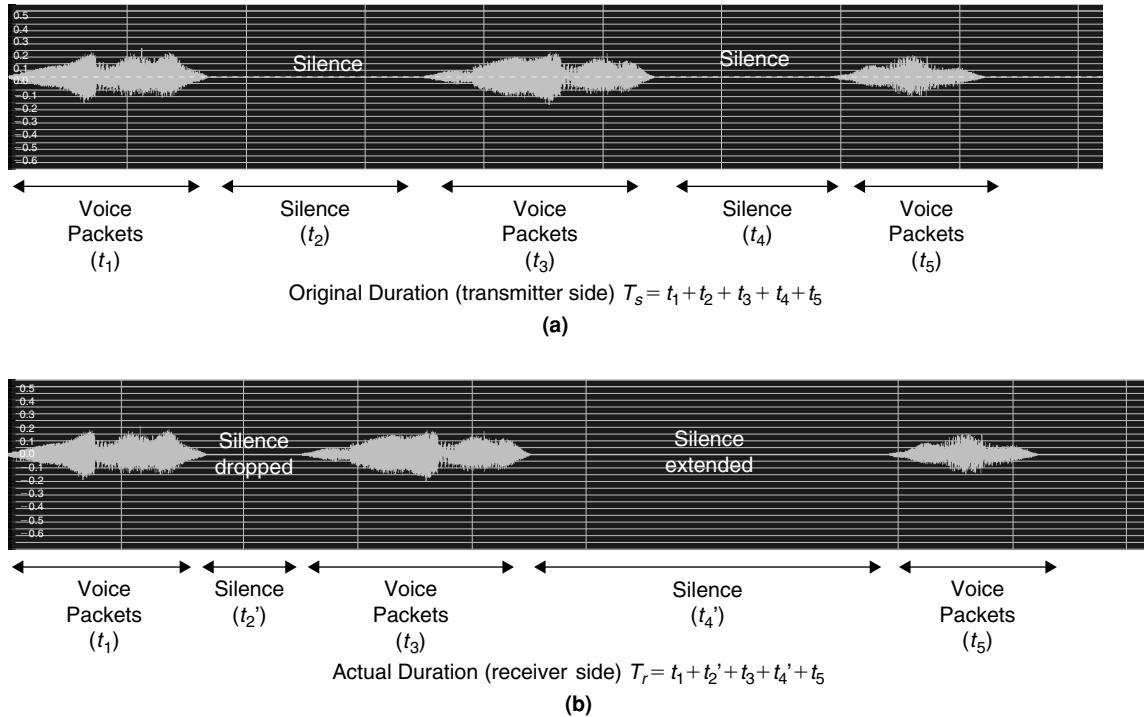 0.5
0.4
0.3
0.2
0.1
0.0
−0.1
−0.2
−0.3
−0.4
−0.5
−0.6
Silence
Silence
Voice
Packets
(t1)
Silence
(t2)
Voice
Packets
(t3)
Silence
(t4)
Voice
Packets
(t5)
Original Duration (transmitter side) Ts = t1 + t2 + t3 + t4 + t5
(a)
0.5
0.4
0.3
0.2
0.1
0.0
−0.1
−0.2
−0.3
−0.4
−0.5
−0.6
Silence
dropped
Silence
extended
Voice
Packets
(t1)
Silence
(t2’)
Voice
Packets
(t3)
Silence
(t4’)
Voice
Packets
(t5)
Actual Duration (receiver side) Tr = t1 + t2’ + t3 + t4’ + t5
(b)